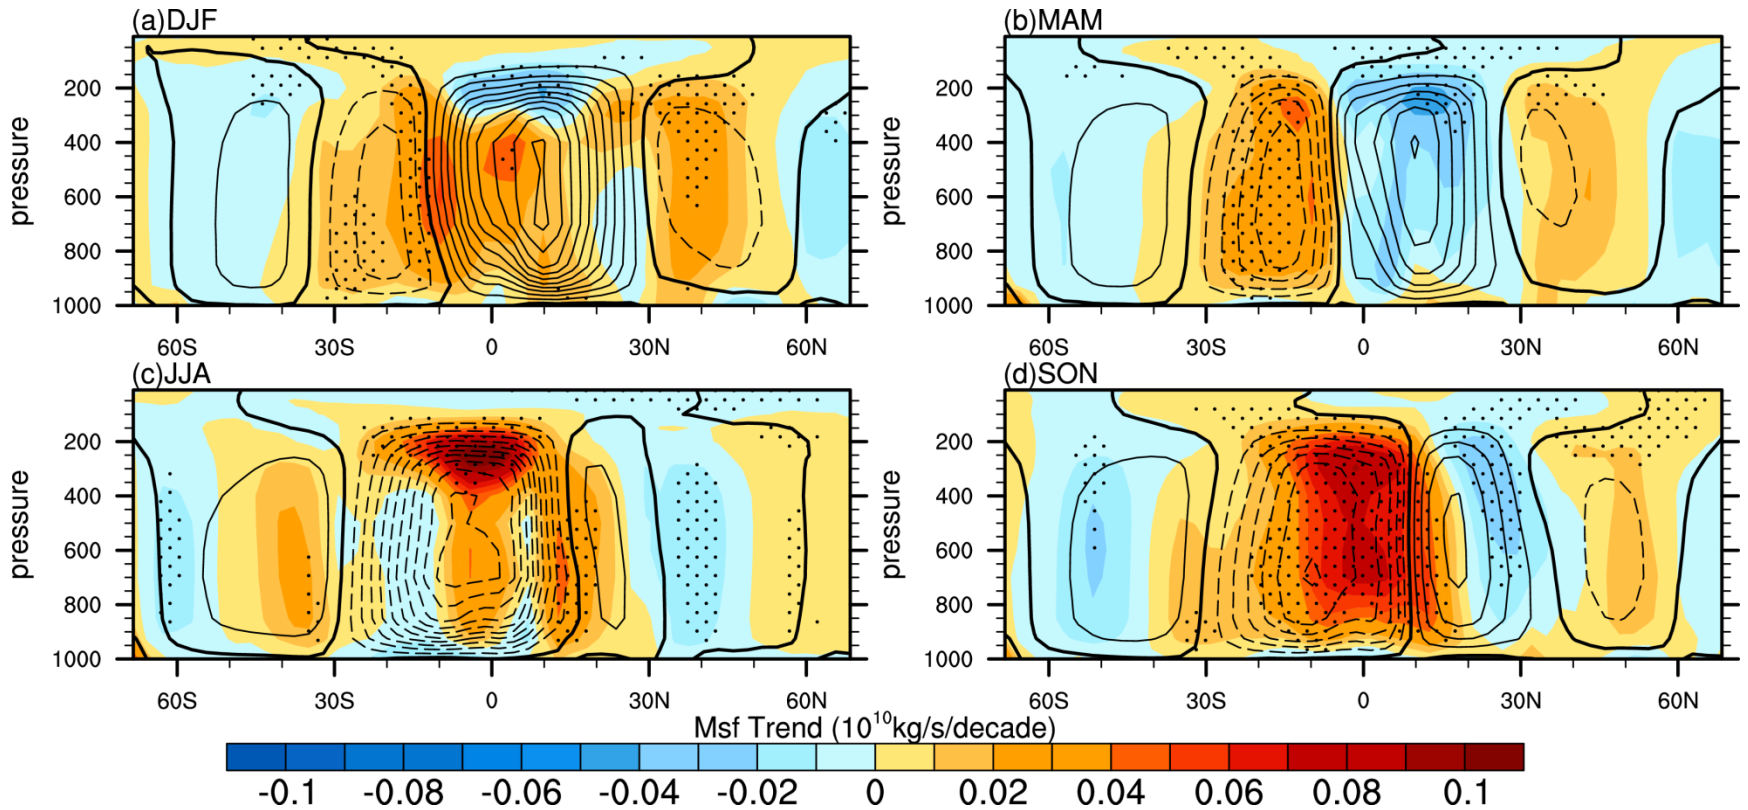 (a)DJF
(b)MAM
pressure
200
400
600
800
1000
60S
30S
0
30N
60N
pressure
200
400
600
800
1000
60S
30S
0
30N
60N
(c)JJA
(d)SON
pressure
200
400
600
800
1000
60S
30S
0
30N
60N
pressure
200
400
600
800
1000
60S
30S
0
30N
60N
Msf Trend (10¹⁰kg/s/decade)
-0.1 -0.08 -0.06 -0.04 -0.02 0 0.02 0.04 0.06 0.08 0.1